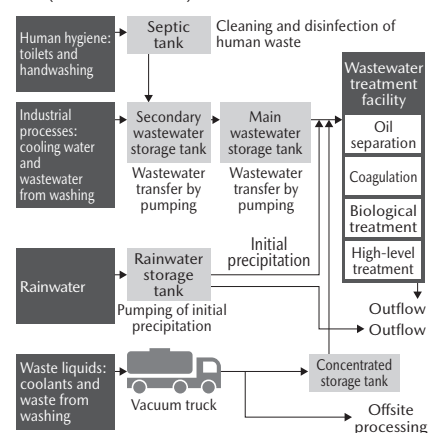 Human hygiene:
toilets and
handwashing
Septic
tank
Cleaning and disinfection of
human waste
Industrial
processes:
cooling water
and
wastewater
from washing
Secondary
wastewater
storage tank
Wastewater
transfer by
pumping
Main
wastewater
storage tank
Wastewater
transfer by
pumping
Wastewater
treatment
facility
Oil
separation
Coagulation
Biological
treatment
High-level
treatment
Outflow
Rainwater
Rainwater
storage
tank
Pumping of initial
precipitation
Initial
precipitation
Outflow
Waste liquids:
coolants and
waste from
washing
Vacuum truck
Concentrated
storage tank
Offsite
processing